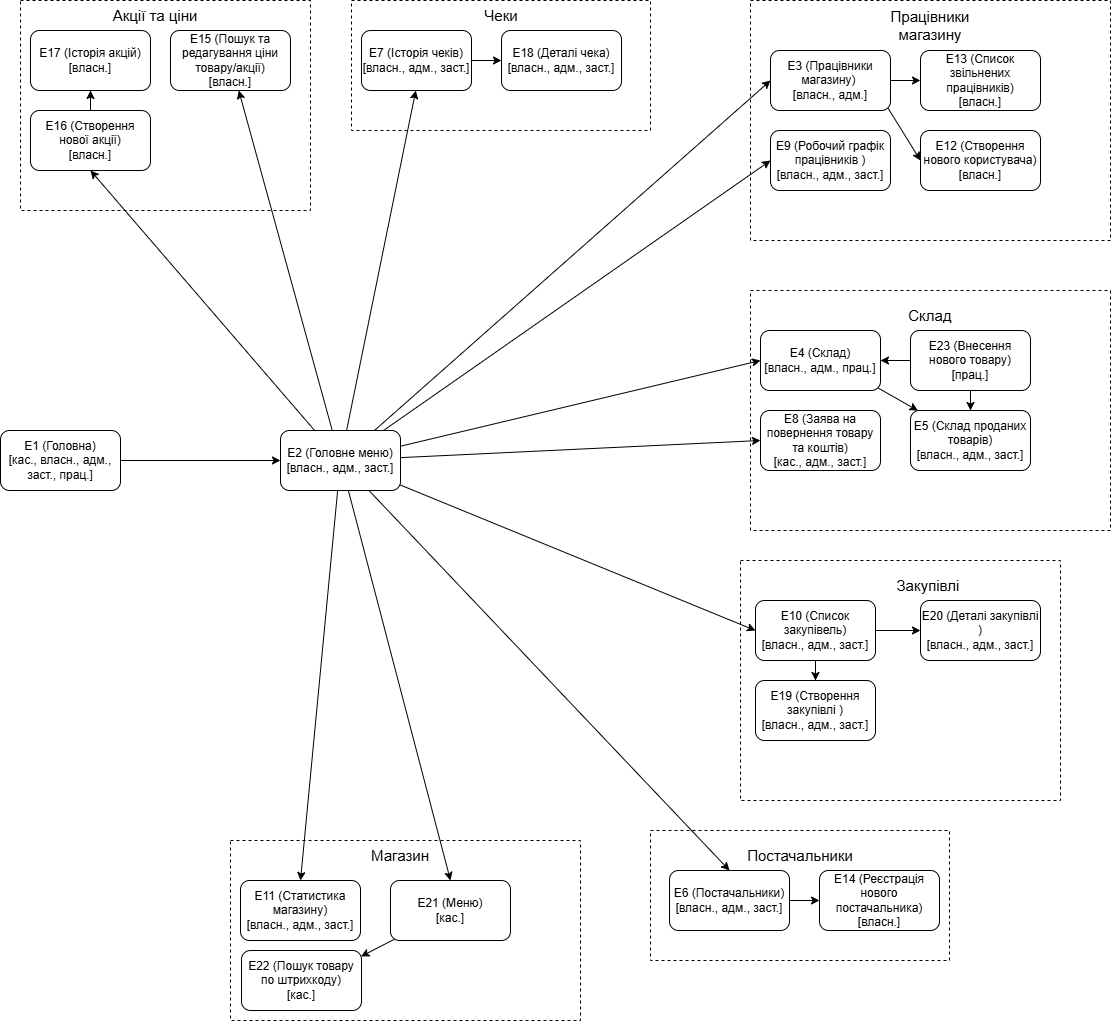 Акції та ціни
E17 (Історія акцій)
[власн.]
E15 (Пошук та
редагування ціни
товару/акції)
[власн.]
E16 (Створення
нової акції)
[власн.]
Чеки
E7 (Історія чеків)
[власн., адм., заст.]
E18 (Деталі чека)
[власн., адм., заст.]
Працівники
магазину
E3 (Працівники
магазину)
[власн., адм.]
E13 (Список
звільнених
працівників)
[власн.]
E9 (Робочий графік
працівників )
[власн., адм., заст.]
E12 (Створення
нового користувача)
[власн.]
Склад
E4 (Склад)
[власн., адм., прац.]
E23 (Внесення
нового товару)
[прац.]
E8 (Заява на
повернення товару
та коштів)
[кас., адм., заст.]
E5 (Склад проданих
товарів)
[власн., адм., заст.]
E1 (Головна)
[кас., власн., адм.,
заст., прац.]
E2 (Головне меню)
[власн., адм., заст.]
Закупівлі
E10 (Список
закупівель)
[власн., адм., заст.]
E20 (Деталі закупівлі
)
[власн., адм., заст.]
E19 (Створення
закупівлі )
[власн., адм., заст.]
Магазин
E11 (Статистика
магазину)
[власн., адм., заст.]
E21 (Меню)
[кас.]
E22 (Пошук товару
по штрихкоду)
[кас.]
Постачальники
E6 (Постачальники)
[власн., адм., заст.]
E14 (Реєстрація
нового
постачальника)
[власн.]